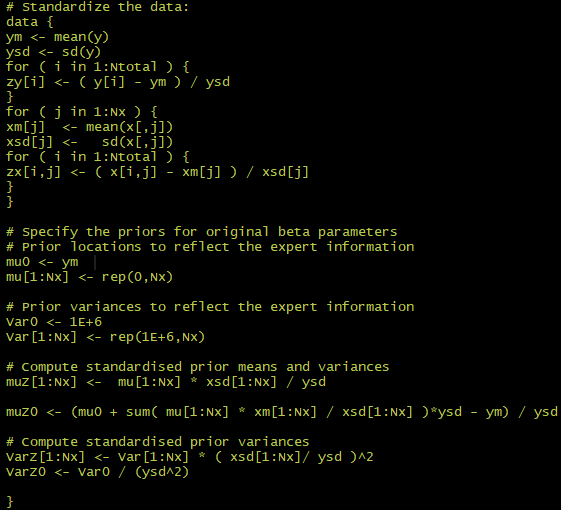 # Standardize the data:
data {
ym <- mean(y)
ysd <- sd(y)
for ( i in 1:Ntotal ) {
zy[i] <- ( y[i] - ym ) / ysd
}
for ( j in 1:Nx ) {
xm[j]  <- mean(x[,j])
xsd[j] <-   sd(x[,j])
for ( i in 1:Ntotal ) {
zx[i,j] <- ( x[i,j] - xm[j] ) / xsd[j]
}
}

# Specify the priors for original beta parameters
# Prior locations to reflect the expert information
mu0 <- ym
mu[1:Nx] <- rep(0,Nx)

# Prior variances to reflect the expert information
Var0 <- 1E+6
Var[1:Nx] <- rep(1E+6,Nx)

# Compute standardised prior means and variances
muZ[1:Nx] <-  mu[1:Nx] * xsd[1:Nx] / ysd

muZ0 <- (mu0 + sum( mu[1:Nx] * xm[1:Nx] / xsd[1:Nx] )*ysd - ym) / ysd

# Compute standardised prior variances
VarZ[1:Nx] <- Var[1:Nx] * ( xsd[1:Nx]/ ysd )^2
VarZ0 <- Var0 / (ysd^2)

}